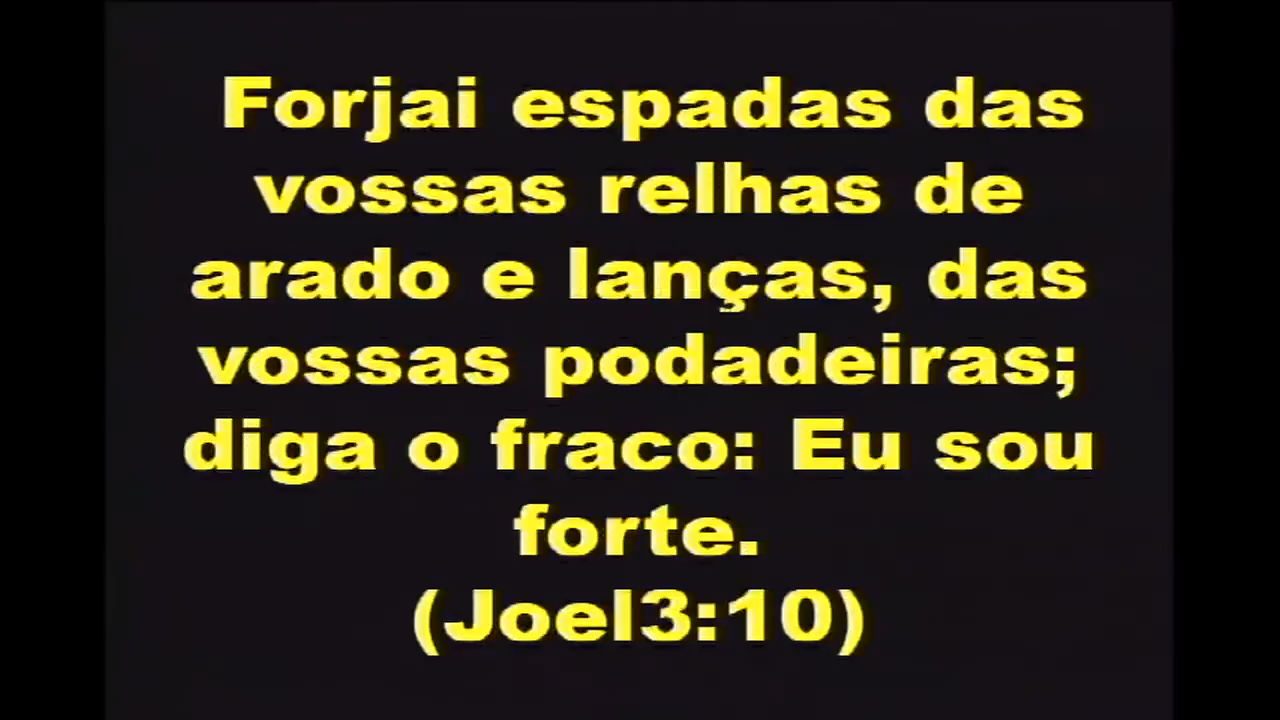 Forjai espadas das
vossas relhas de
arado e lanças, das
vossas podadeiras;
diga o fraco: Eu sou
forte.
(Joel3:10)